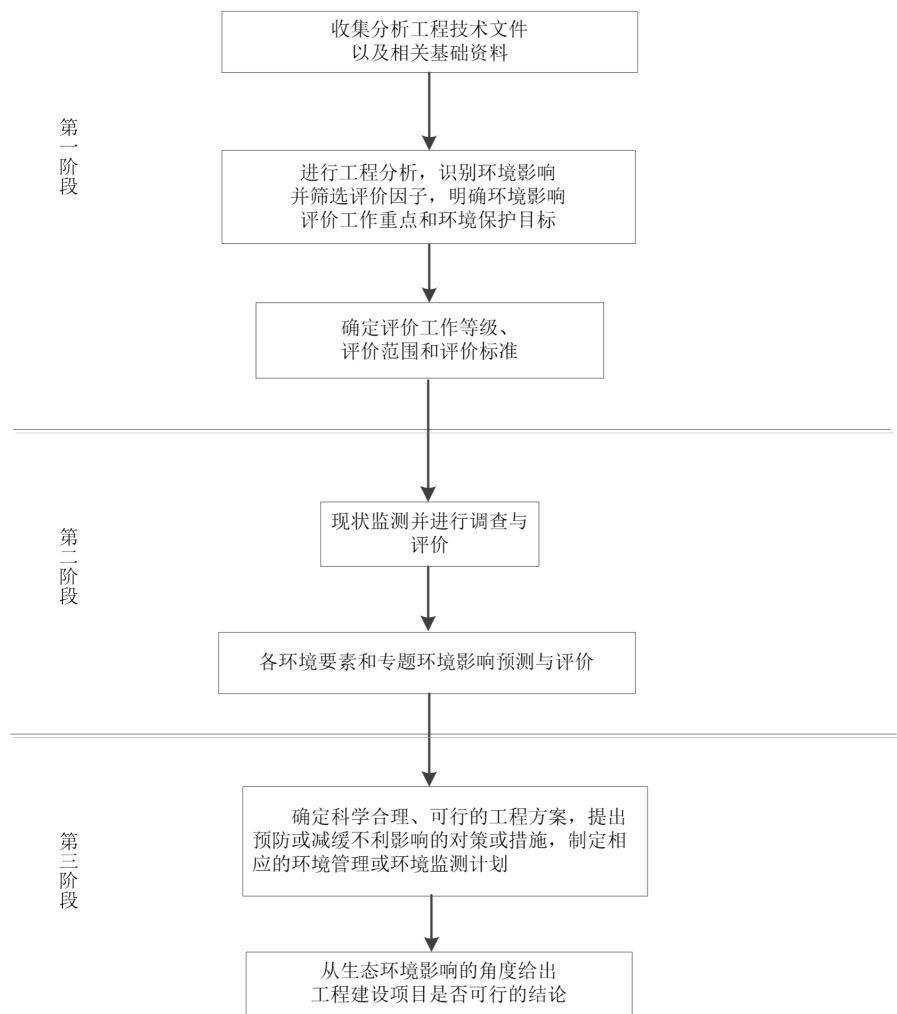 收集分析工程技术文件
以及相关基础资料
第一阶段
进行工程分析，识别环境影响
并筛选评价因子，明确环境影响
评价工作重点和环境保护目标
确定评价工作等级、
评价范围和评价标准
第二阶段
现状监测并进行调查与
评价
各环境要素和专题环境影响预测与评价
第三阶段
确定科学合理、可行的工程方案，提出
预防或减缓不利影响的对策或措施，制定相
应的环境管理或环境监测计划
从生态环境影响的角度给出
工程建设项目是否可行的结论